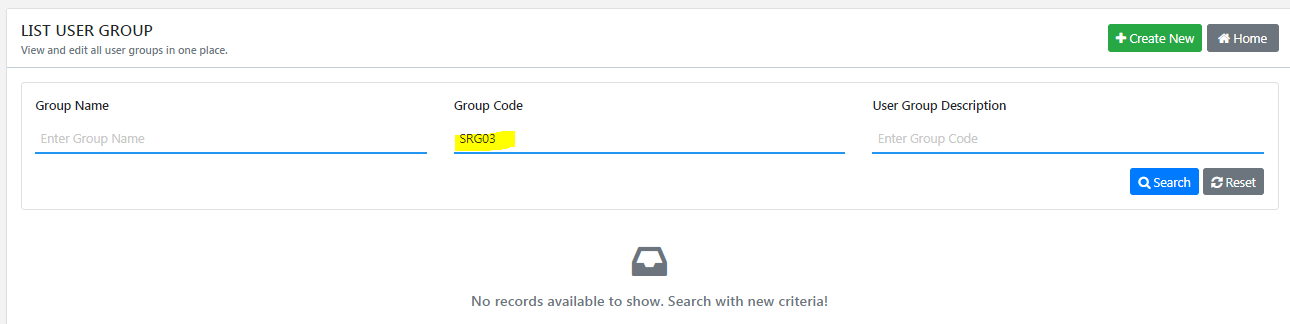 LIST USER GROUP
View and edit all user groups in one place.
Create New
Home
Group Name
Group Code
User Group Description
Enter Group Name
SRG03
Enter Group Code
Search
Reset
No records available to show. Search with new criteria!